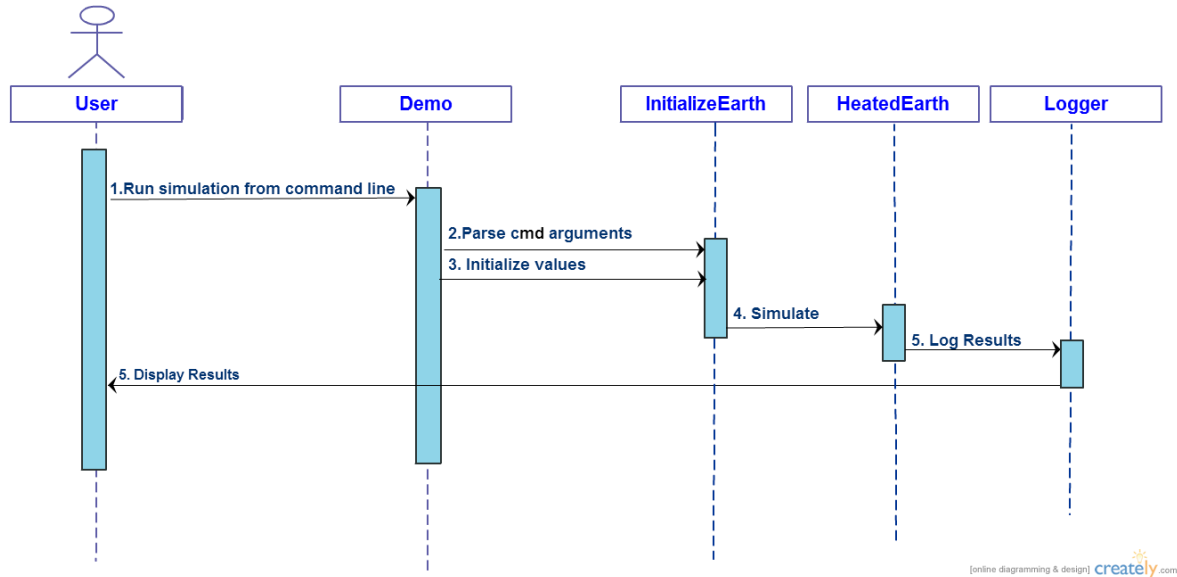 User
Demo
InitializeEarth
HeatedEarth
Logger
1.Run simulation from command line
2.Parse cmd arguments
3. Initialize values
4. Simulate
5. Log Results
5. Display Results
[online diagramming & design] creately.com